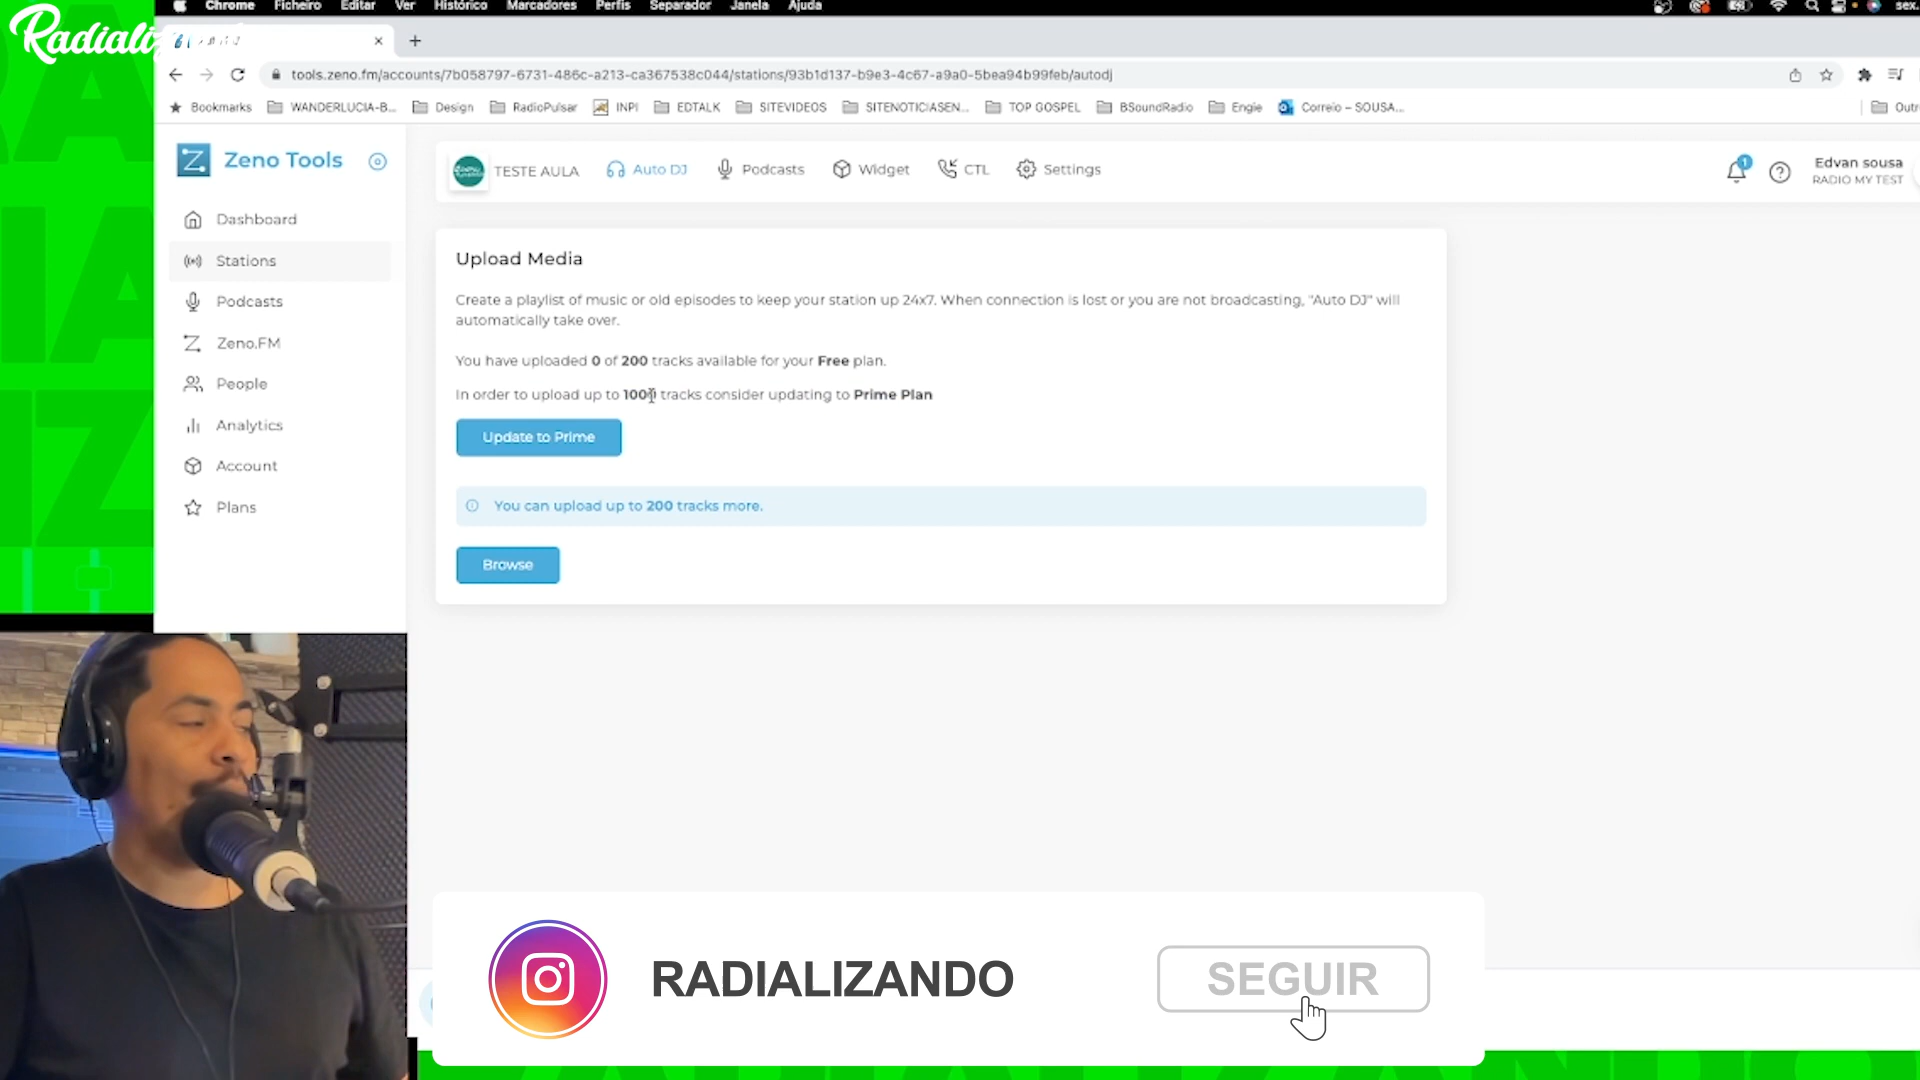 Chrome Ficheiro Editar Ver Histórico Marcadores Perfis Separador Janela Ajuda sex.
Radializ
tools.zeno.fm/accounts/7b058797-6731-486c-a213-ca367538c044/stations/93b1d137-b9e3-4c67-a9a0-5bea94b99feb/autodj
Bookmarks WANDERLUCIA-B... Design RadioPulsar INPI EDTALK SITEVIDEOS SITENOTICIASEN... TOP GOSPEL BSoundRadio Engie Correio – SOUSA... Outr
Zeno Tools
TESTE AULA Auto DJ Podcasts Widget CTL Settings
1
Edvan sousa
RADIO MY TEST
Dashboard
Stations
Podcasts
Zeno.FM
People
Analytics
Account
Plans
Upload Media
Create a playlist of music or old episodes to keep your station up 24x7. When connection is lost or you are not broadcasting, "Auto DJ" will
automatically take over.
You have uploaded 0 of 200 tracks available for your Free plan.
In order to upload up to 1000 tracks consider updating to Prime Plan
Update to Prime
You can upload up to 200 tracks more.
Browse
RADIALIZANDO
SEGUIR